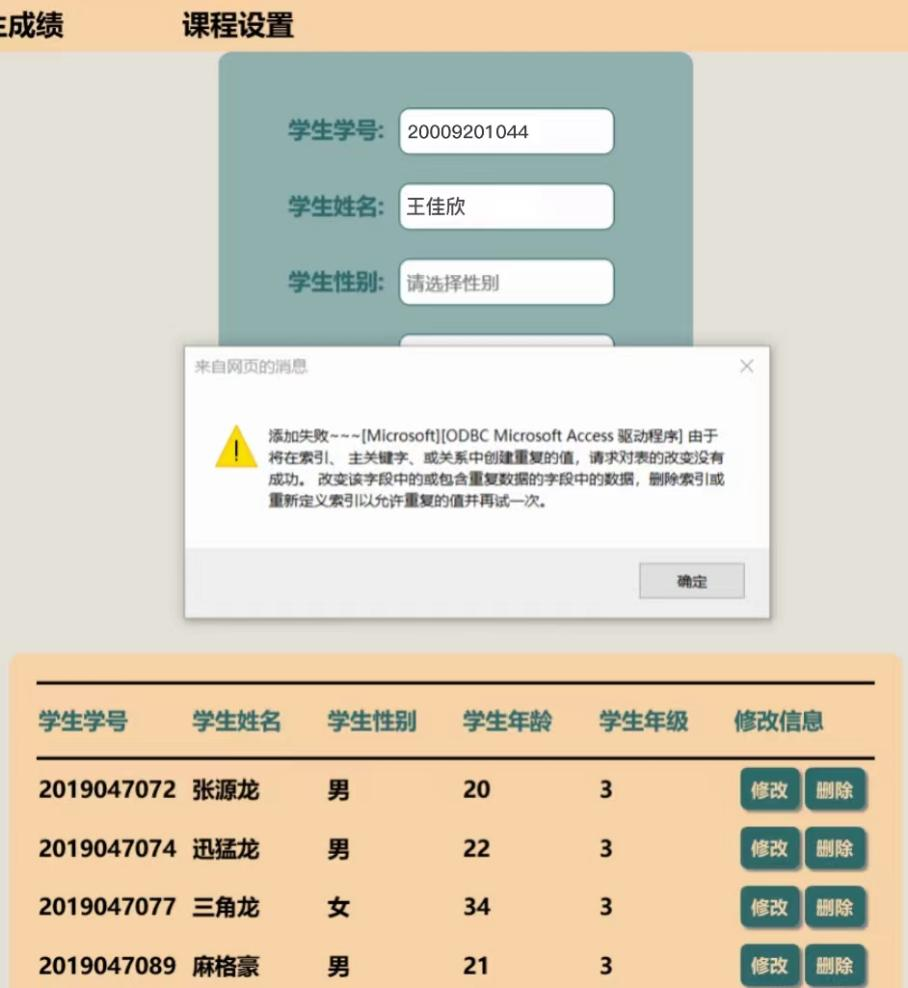 生成绩 课程设置
学生学号: 20009201044
学生姓名: 王佳欣
学生性别: 请选择性别
来自网页的消息
添加失败~~~[Microsoft][ODBC Microsoft Access 驱动程序] 由于
将在索引、 主关键字、或关系中创建重复的值，请求对表的改变没有
成功。 改变该字段中的或包含重复数据的字段中的数据，删除索引或
重新定义索引以允许重复的值并再试一次。
确定
学生学号 学生姓名 学生性别 学生年龄 学生年级 修改信息
2019047072 张源龙 男 20 3 修改 删除
2019047074 迅猛龙 男 22 3 修改 删除
2019047077 三角龙 女 34 3 修改 删除
2019047089 麻格豪 男 21 3 修改 删除